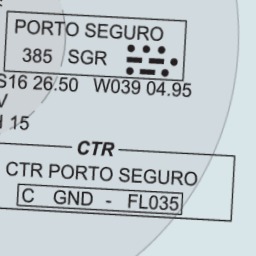 PORTO SEGURO
385 SGR
S16 26.50 W039 04.95
V
H 15
CTR
CTR PORTO SEGURO
C GND - FL035